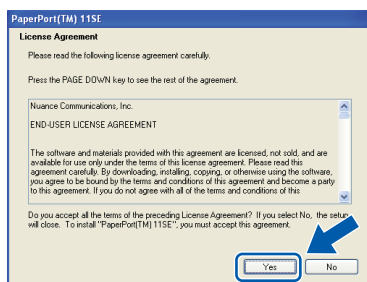 PaperPort(TM) 11SE
License Agreement
Please read the following license agreement carefully.
Press the PAGE DOWN key to see the rest of the agreement.
Nuance Communications, Inc.
END-USER LICENSE AGREEMENT
The software and materials provided with this agreement are licensed, not sold, and are
available for use only under the terms of this license agreement. Please read this
agreement carefully. By downloading, installing, copying, or otherwise using the software,
you agree to be bound by the terms and conditions of this agreement and become a party
to this agreement. If you do not agree with all of the terms and conditions of this
Do you accept all the terms of the preceding License Agreement? If you select No, the setup
will close. To install "PaperPort(TM) 11SE", you must accept this agreement.
Yes
No